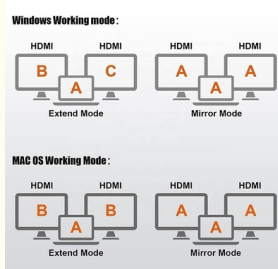 Windows Working mode:
HDMI HDMI HDMI HDMI
B C A A
A A
Extend Mode Mirror Mode
MAC OS Working Mode:
HDMI HDMI HDMI HDMI
B B A A
A A
Extend Mode Mirror Mode